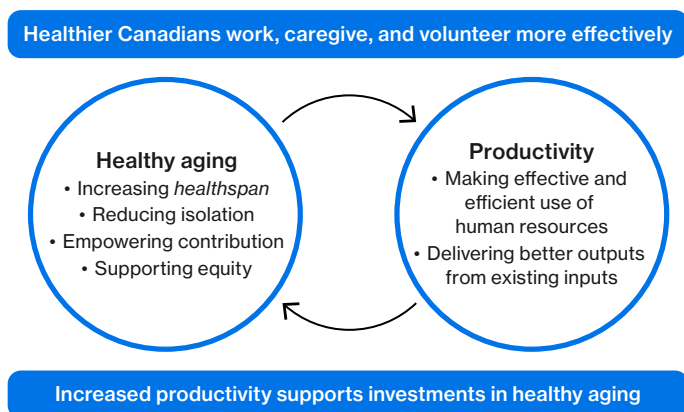 Healthier Canadians work, caregive, and volunteer more effectively
Healthy aging
• Increasing healthspan
• Reducing isolation
• Empowering contribution
• Supporting equity
Productivity
• Making effective and
efficient use of
human resources
• Delivering better outputs
from existing inputs
Increased productivity supports investments in healthy aging